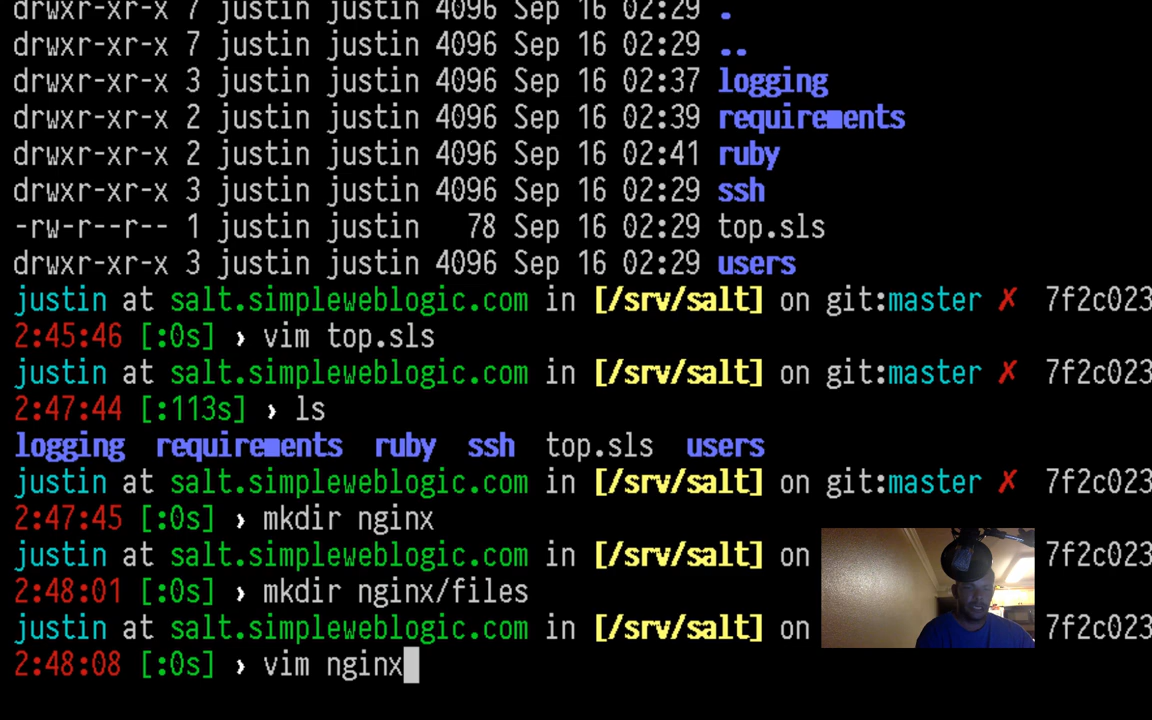 drwxr-xr-x 7 justin justin 4096 Sep 16 02:29 .
drwxr-xr-x 7 justin justin 4096 Sep 16 02:29 ..
drwxr-xr-x 3 justin justin 4096 Sep 16 02:37 logging
drwxr-xr-x 2 justin justin 4096 Sep 16 02:39 requirements
drwxr-xr-x 2 justin justin 4096 Sep 16 02:41 ruby
drwxr-xr-x 3 justin justin 4096 Sep 16 02:29 ssh
-rw-r--r-- 1 justin justin   78 Sep 16 02:29 top.sls
drwxr-xr-x 3 justin justin 4096 Sep 16 02:29 users
justin at salt.simpleweblogic.com in [/srv/salt] on git:master ✗ 7f2c023
2:45:46 [:0s] › vim top.sls
justin at salt.simpleweblogic.com in [/srv/salt] on git:master ✗ 7f2c023
2:47:44 [:113s] › ls
logging  requirements  ruby  ssh  top.sls  users
justin at salt.simpleweblogic.com in [/srv/salt] on git:master ✗ 7f2c023
2:47:45 [:0s] › mkdir nginx
justin at salt.simpleweblogic.com in [/srv/salt] on 7f2c023
2:48:01 [:0s] › mkdir nginx/files
justin at salt.simpleweblogic.com in [/srv/salt] on 7f2c023
2:48:08 [:0s] › vim nginx